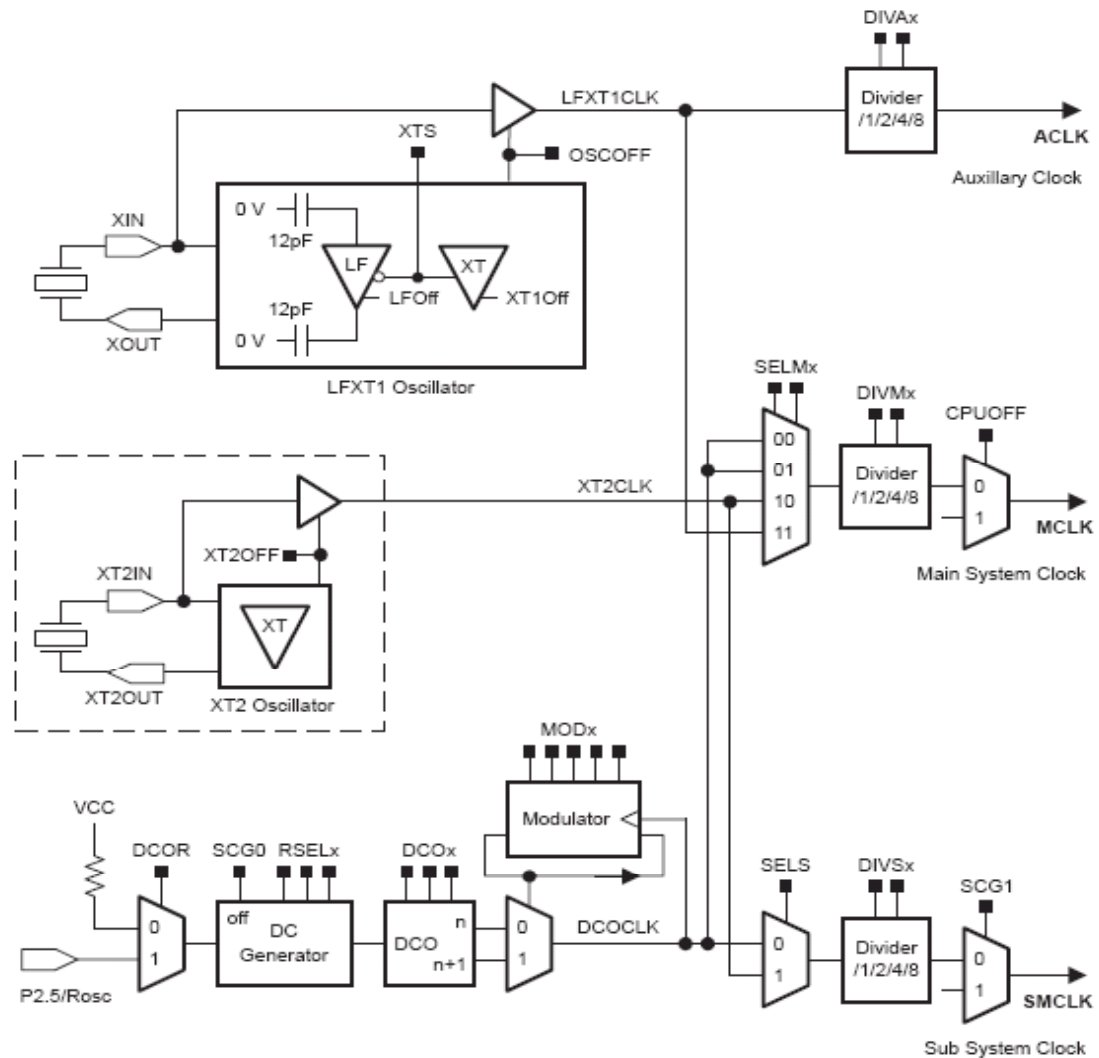 DIVAx
LFXT1CLK
Divider
/1/2/4/8
ACLK
Auxillary Clock
XTS
OSCOFF
XIN
0 V
12pF
LF
XT
LFOff
XT1Off
12pF
0 V
XOUT
LFXT1 Oscillator
SELMx
DIVMx
CPUOFF
00
01
10
11
Divider
/1/2/4/8
0
1
MCLK
Main System Clock
XT2CLK
XT2OFF
XT2IN
XT
XT2OUT
XT2 Oscillator
MODx
Modulator
VCC
DCOR
SCG0
RSELx
DCOx
0
1
off
DC
Generator
n
DCO
n+1
0
1
DCOCLK
P2.5/Rosc
SELS
DIVSx
SCG1
0
1
Divider
/1/2/4/8
0
1
SMCLK
Sub System Clock